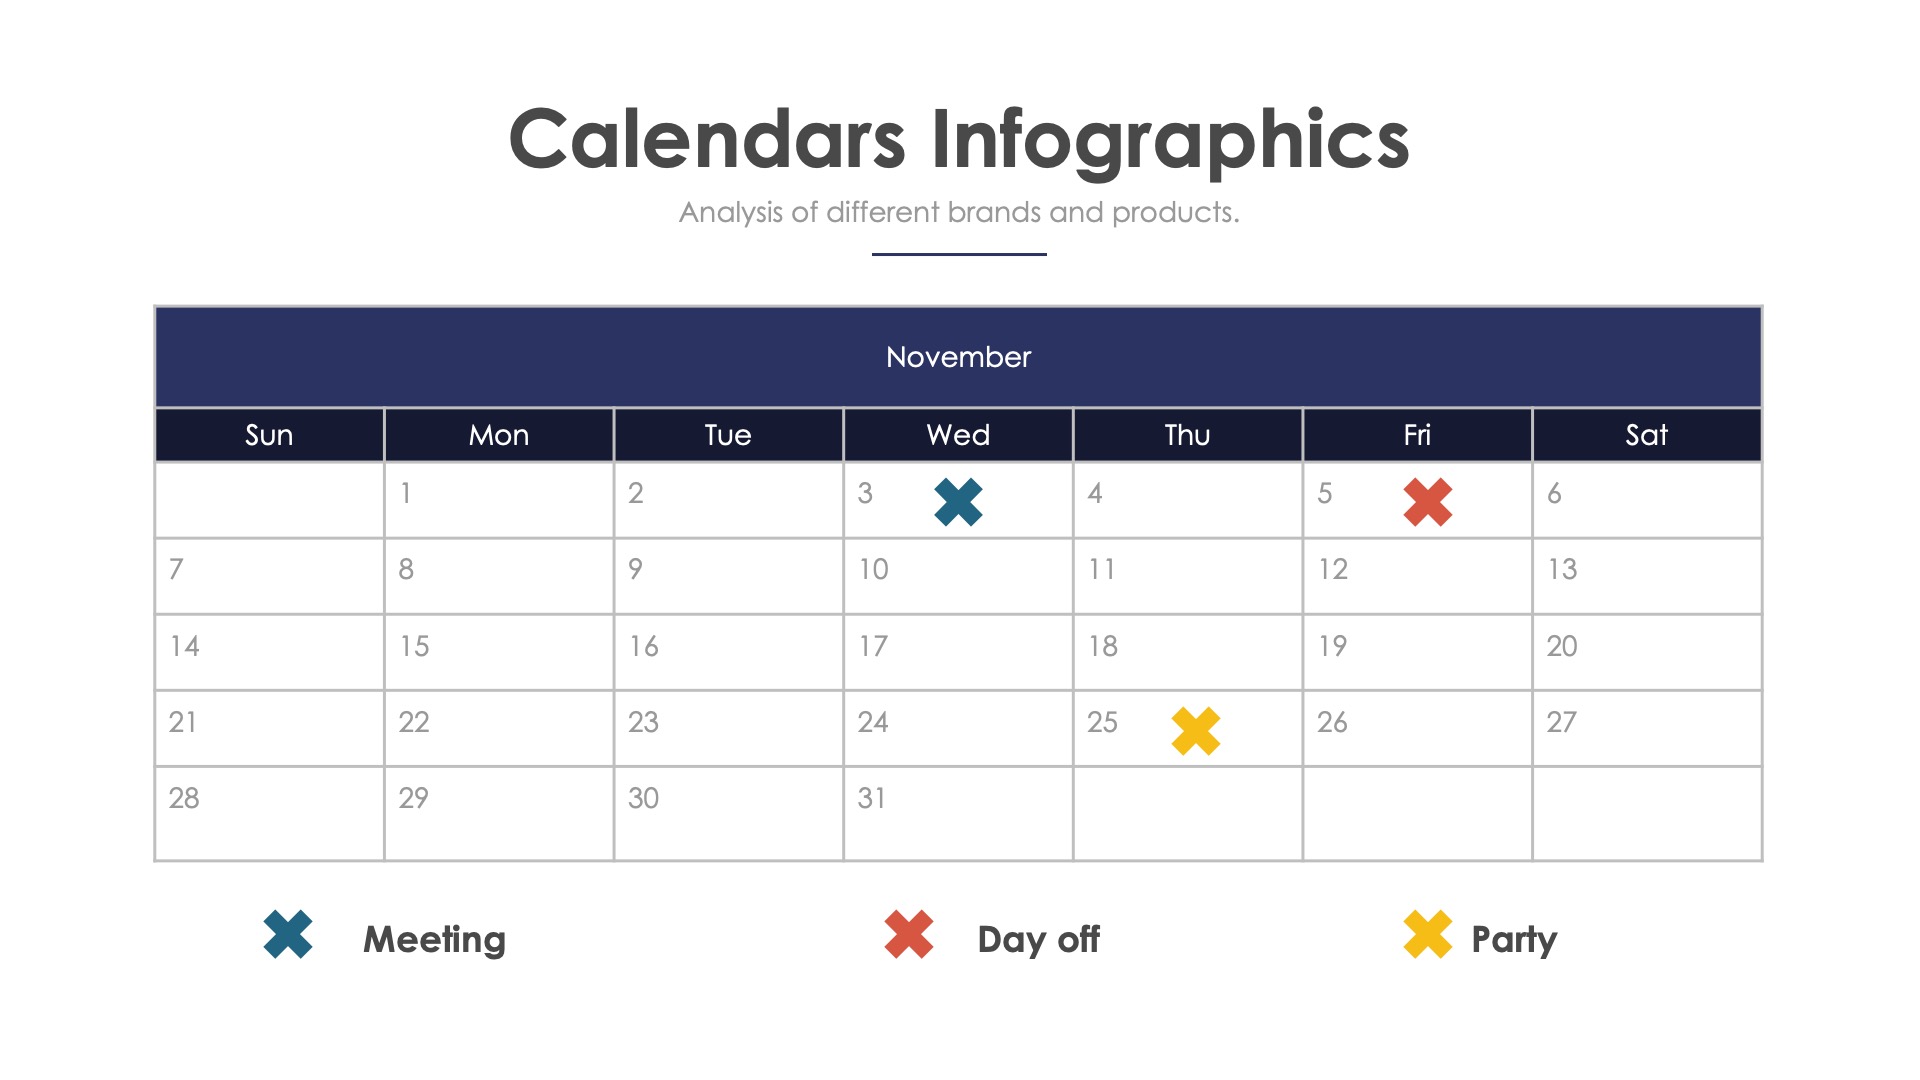 Calendars Infographics
Analysis of different brands and products.
November
Sun Mon Tue Wed Thu Fri Sat
1 2 3 4 5 6
7 8 9 10 11 12 13
14 15 16 17 18 19 20
21 22 23 24 25 26 27
28 29 30 31
Meeting Day off Party